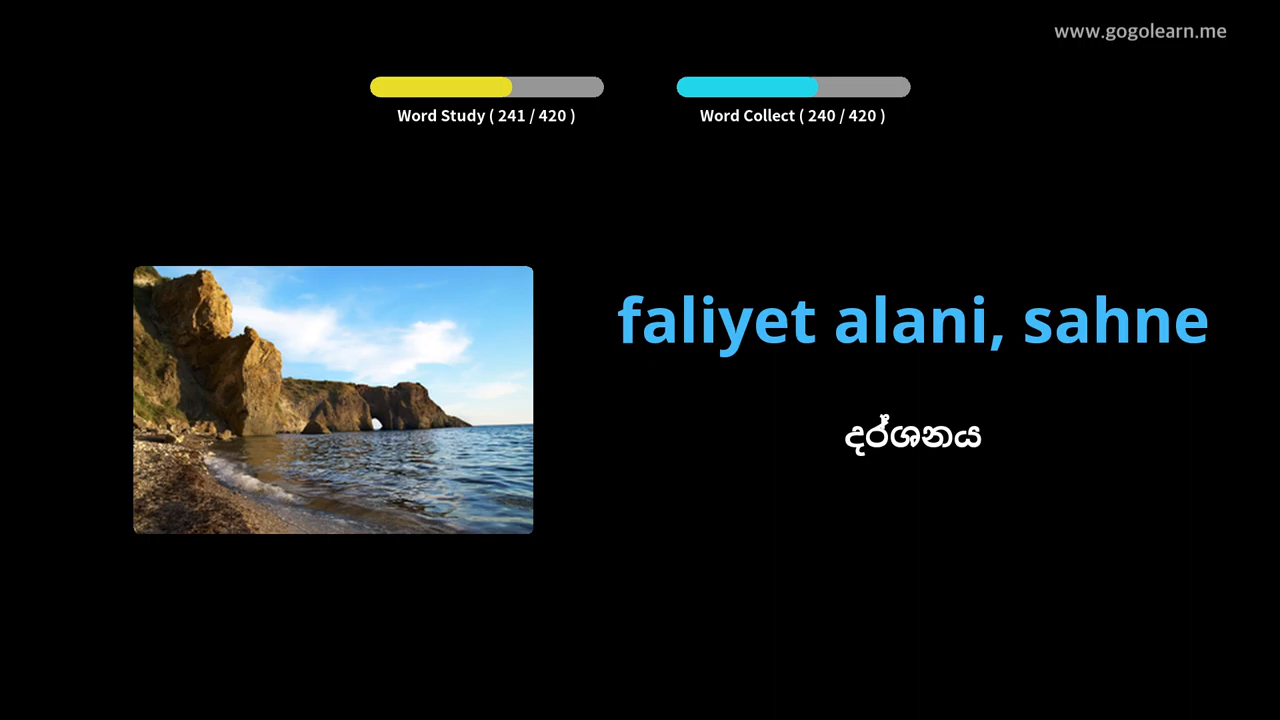 www.gogolearn.me
Word Study ( 241 / 420 )
Word Collect ( 240 / 420 )
faliyet alani, sahne
දර්ශනය